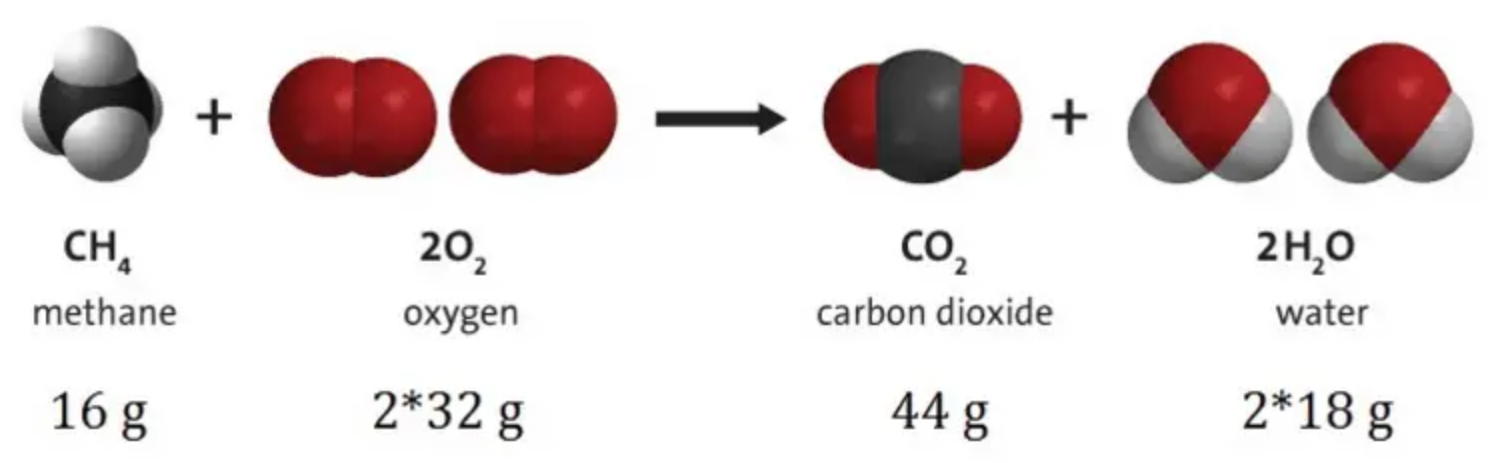 + → +
CH₄ 2O₂ CO₂ 2H₂O
methane oxygen carbon dioxide water
16 g 2*32 g 44 g 2*18 g